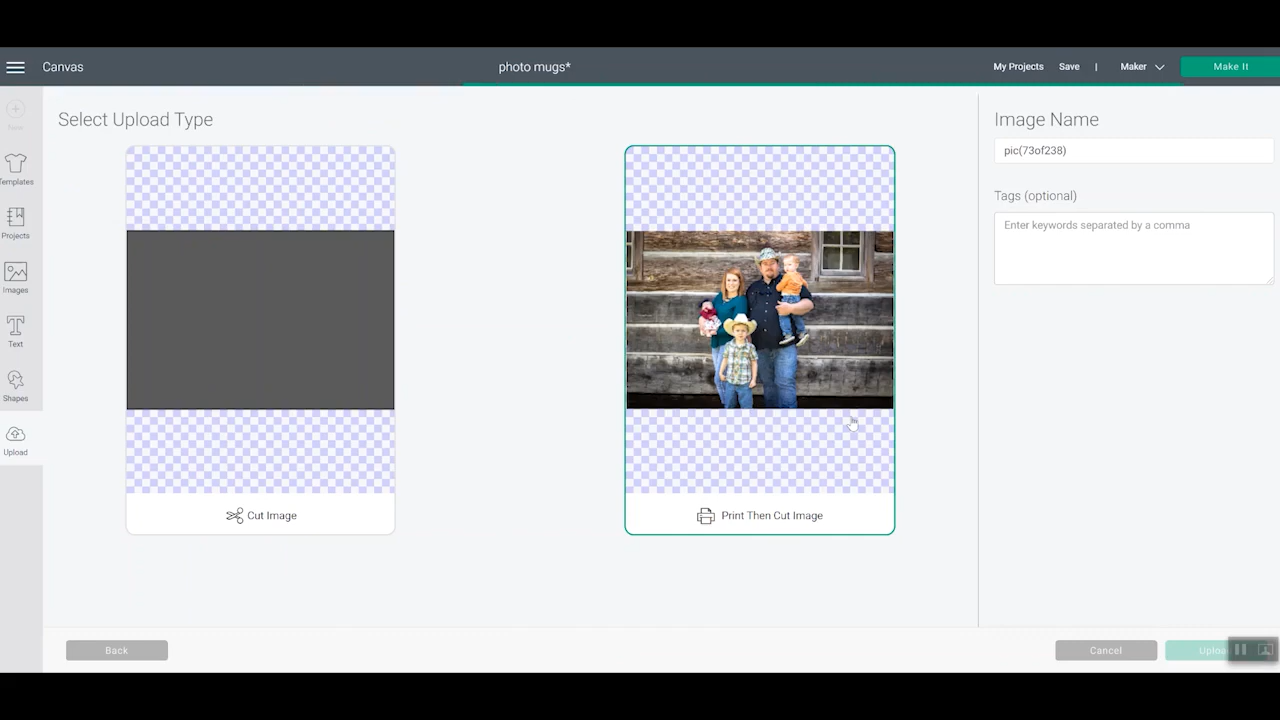 Canvas
photo mugs*
My Projects
Save
|
Maker
Make It
New
Templates
Projects
Images
Text
Shapes
Upload
Select Upload Type
Cut Image
Print Then Cut Image
Image Name
pic(73of238)
Tags (optional)
Enter keywords separated by a comma
Back
Cancel